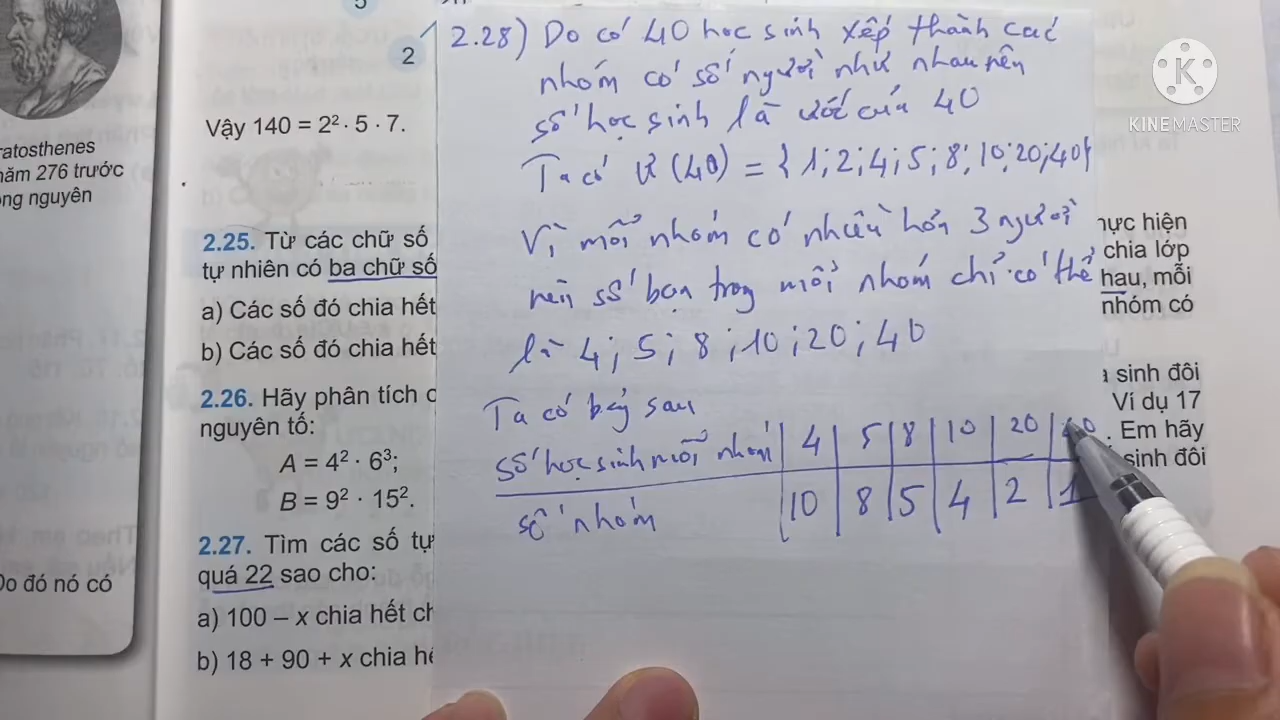 2
ratosthenes
năm 276 trước
ng nguyên
Do đó nó có
Vậy 140 = 2² · 5 · 7.
2.25. Từ các chữ số
tự nhiên có ba chữ số
a) Các số đó chia hết
b) Các số đó chia hết
2.26. Hãy phân tích
nguyên tố:
A = 4² · 6³;
B = 9² · 15².
2.27. Tìm các số tự
quá 22 sao cho:
a) 100 – x chia hết ch
b) 18 + 90 + x chia hế
2.28) Do có 40 học sinh xếp thành các
nhóm có số người như nhau nên
số học sinh là ước của 40
Ta có Ư (40) = {1; 2; 4; 5; 8; 10; 20; 40}
Vì mỗi nhóm có nhiều hơn 3 người
nên số bạn trong mỗi nhóm chỉ có thể
là 4; 5; 8; 10; 20; 40
Ta có bảng sau
số học sinh mỗi nhóm 4 5 8 10 20 40
số nhóm 10 8 5 4 2 1
hực hiện
chia lớp
hau, mỗi
nhóm có
sinh đôi
Ví dụ 17
. Em hãy
sinh đôi
K
KINEMASTER